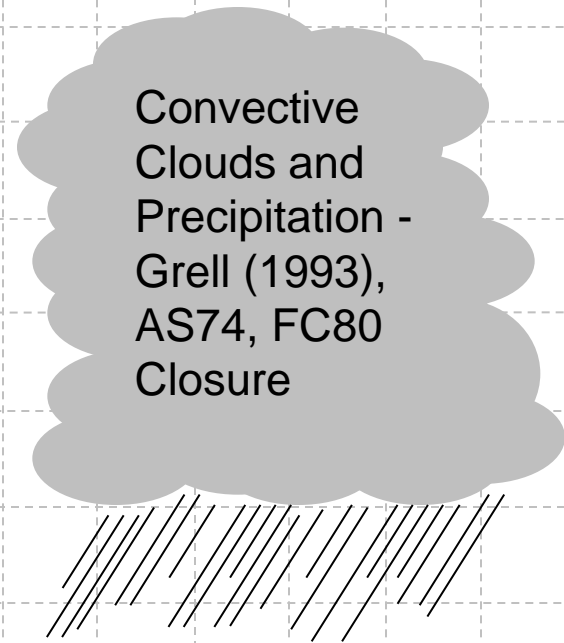 Convective
Clouds and
Precipitation -
Grell (1993),
AS74, FC80
Closure